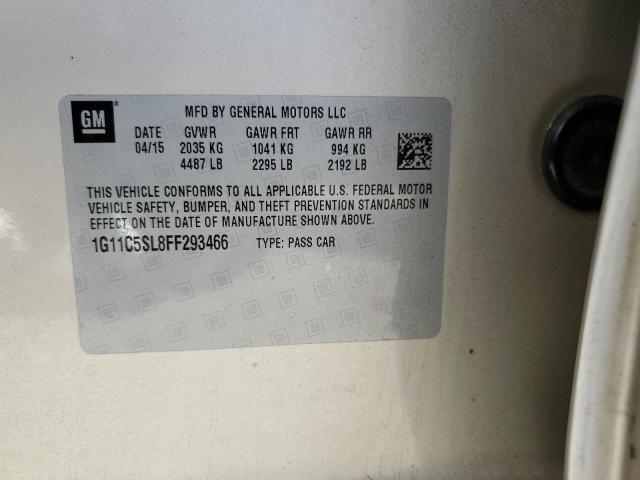 GM
MFD BY GENERAL MOTORS LLC
DATE GVWR GAWR FRT GAWR RR
04/15 2035 KG 1041 KG 994 KG
4487 LB 2295 LB 2192 LB
THIS VEHICLE CONFORMS TO ALL APPLICABLE U.S. FEDERAL MOTOR
VEHICLE SAFETY, BUMPER, AND THEFT PREVENTION STANDARDS IN
EFFECT ON THE DATE OF MANUFACTURE SHOWN ABOVE.
1G11C5SL8FF293466 TYPE: PASS CAR